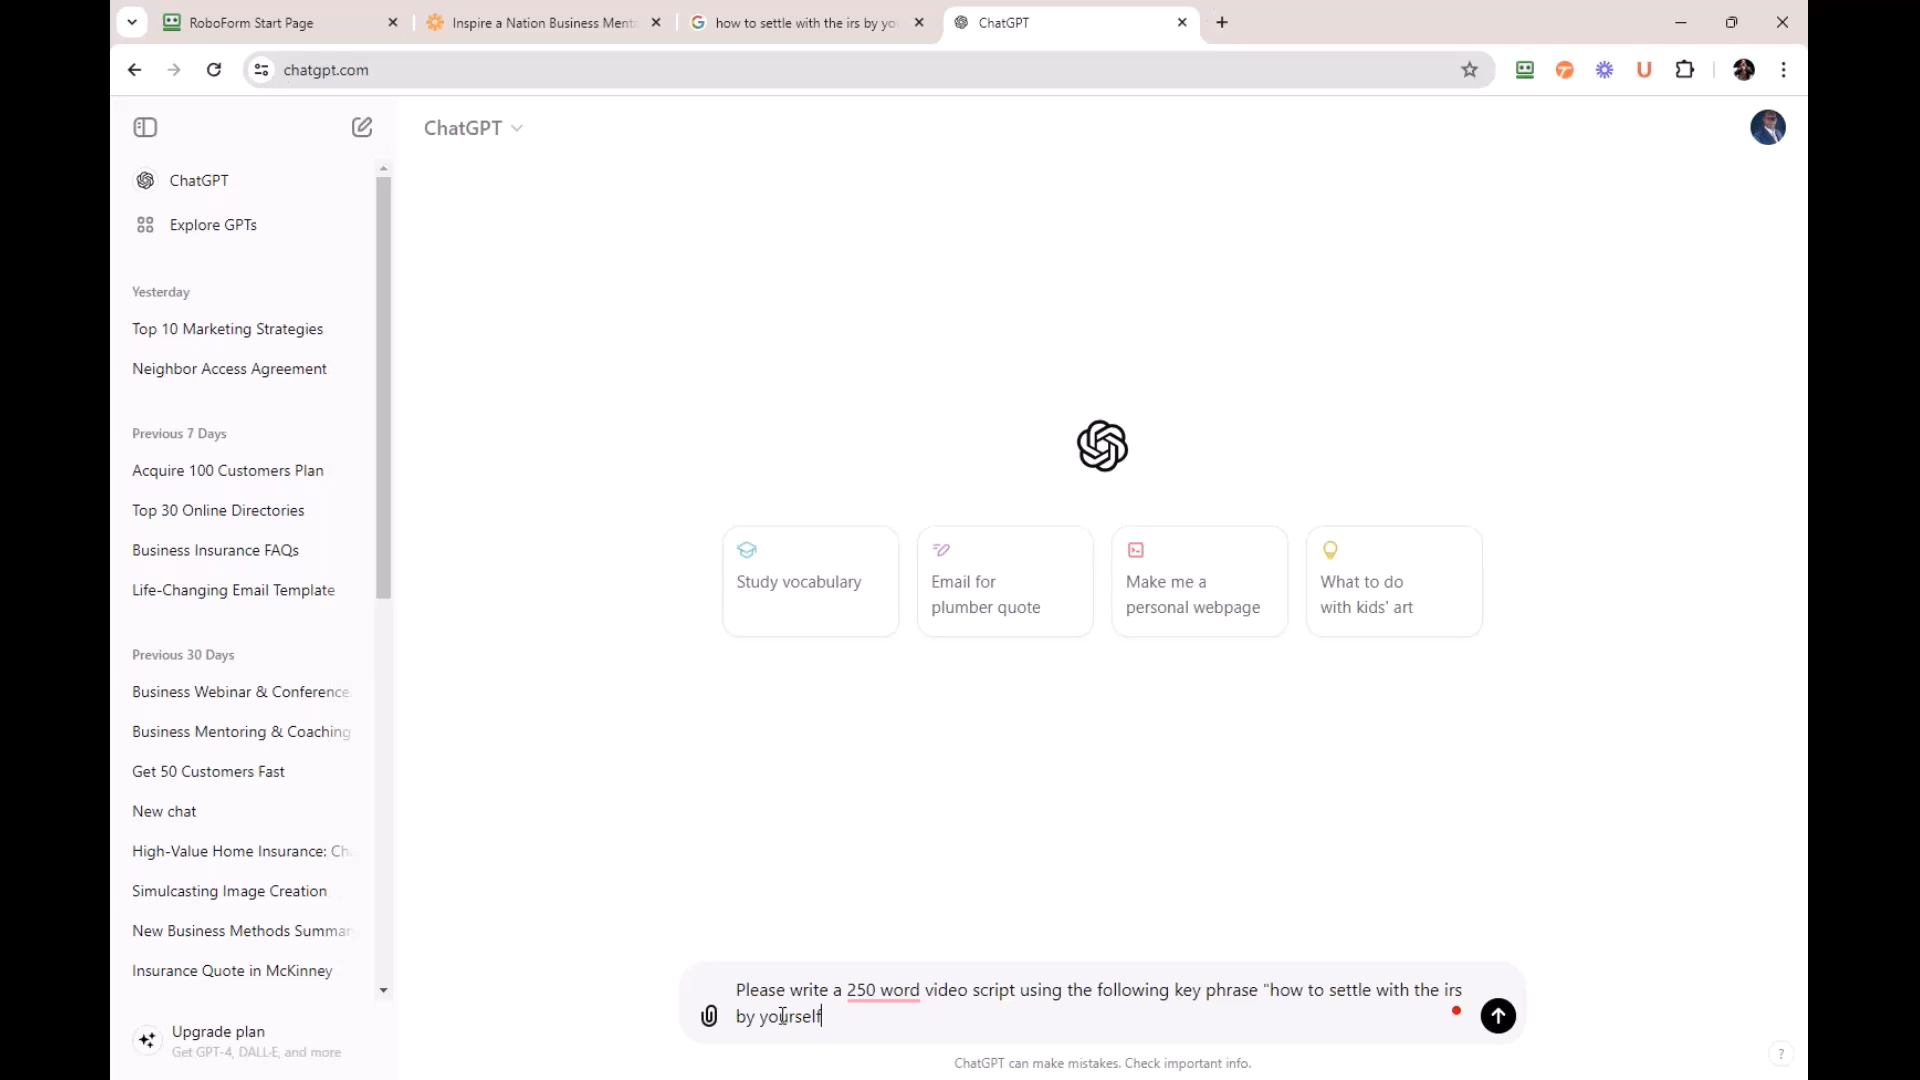 RoboForm Start Page
Inspire a Nation Business Ment
how to settle with the irs by yo
ChatGPT
chatgpt.com
ChatGPT
ChatGPT
Explore GPTs
Yesterday
Top 10 Marketing Strategies
Neighbor Access Agreement
Previous 7 Days
Acquire 100 Customers Plan
Top 30 Online Directories
Business Insurance FAQs
Life-Changing Email Template
Previous 30 Days
Business Webinar & Conference
Business Mentoring & Coaching
Get 50 Customers Fast
New chat
High-Value Home Insurance: Ch
Simulcasting Image Creation
New Business Methods Summar
Insurance Quote in McKinney
Upgrade plan
Get GPT-4, DALL·E, and more
Study vocabulary
Email for
plumber quote
Make me a
personal webpage
What to do
with kids' art
Please write a 250 word video script using the following key phrase "how to settle with the irs
by yourself
ChatGPT can make mistakes. Check important info.
?